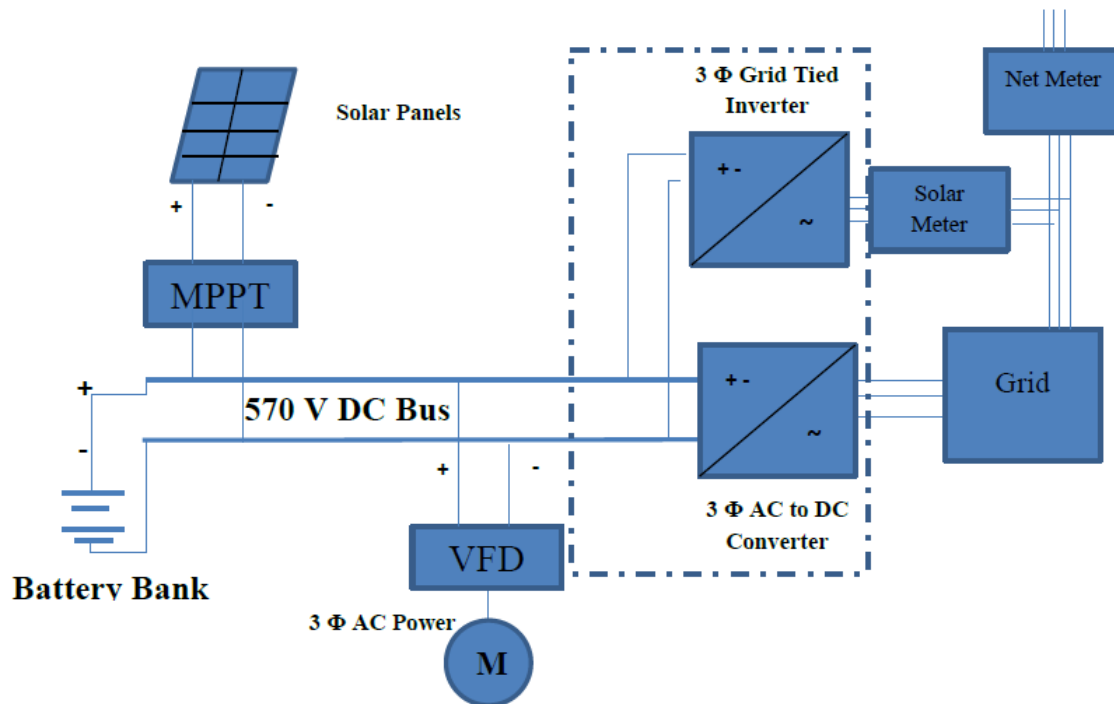 Solar Panels
+ -
MPPT
+
-
570 V DC Bus
Battery Bank
+ -
VFD
3 Φ AC Power
M
3 Φ Grid Tied
Inverter
+ -
~
Solar
Meter
Net Meter
Grid
+ -
~
3 Φ AC to DC
Converter